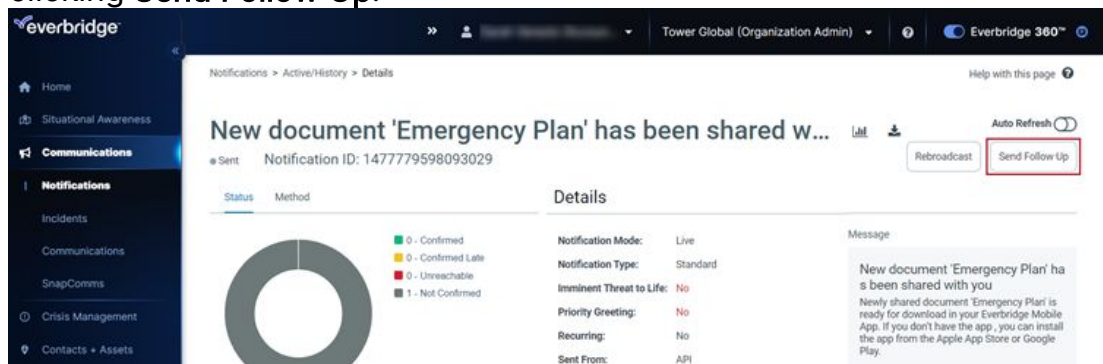 clicking Send Follow-Up.
everbridge™
« » Tower Global (Organization Admin) Everbridge 360™
Notifications > Active/History > Details Help with this page
Home
Situational Awareness
Communications
Notifications
Incidents
Communications
SnapComms
Crisis Management
Contacts + Assets
New document 'Emergency Plan' has been shared w...
Auto Refresh
Sent Notification ID: 1477779598093029
Rebroadcast Send Follow Up
Status Method
0 - Confirmed
0 - Confirmed Late
0 - Unreachable
1 - Not Confirmed
Details
Notification Mode: Live
Notification Type: Standard
Imminent Threat to Life: No
Priority Greeting: No
Recurring: No
Sent From: API
Message
New document 'Emergency Plan' ha
s been shared with you
Newly shared document 'Emergency Plan' is
ready for download in your Everbridge Mobile
App. If you don't have the app , you can install
the app from the Apple App Store or Google
Play.